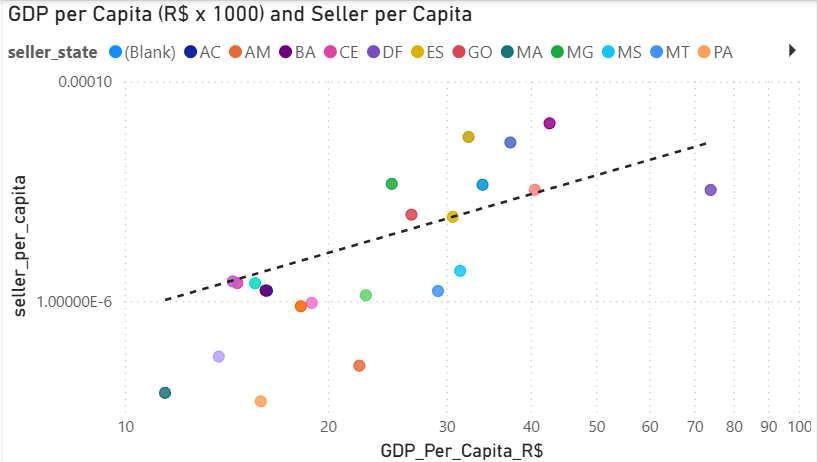 GDP per Capita (R$ x 1000) and Seller per Capita
seller_state (Blank) AC AM BA CE DF ES GO MA MG MS MT PA
0.00010
1.00000E-6
seller_per_capita
10 20 30 40 50 60 70 80 90 100
GDP_Per_Capita_R$